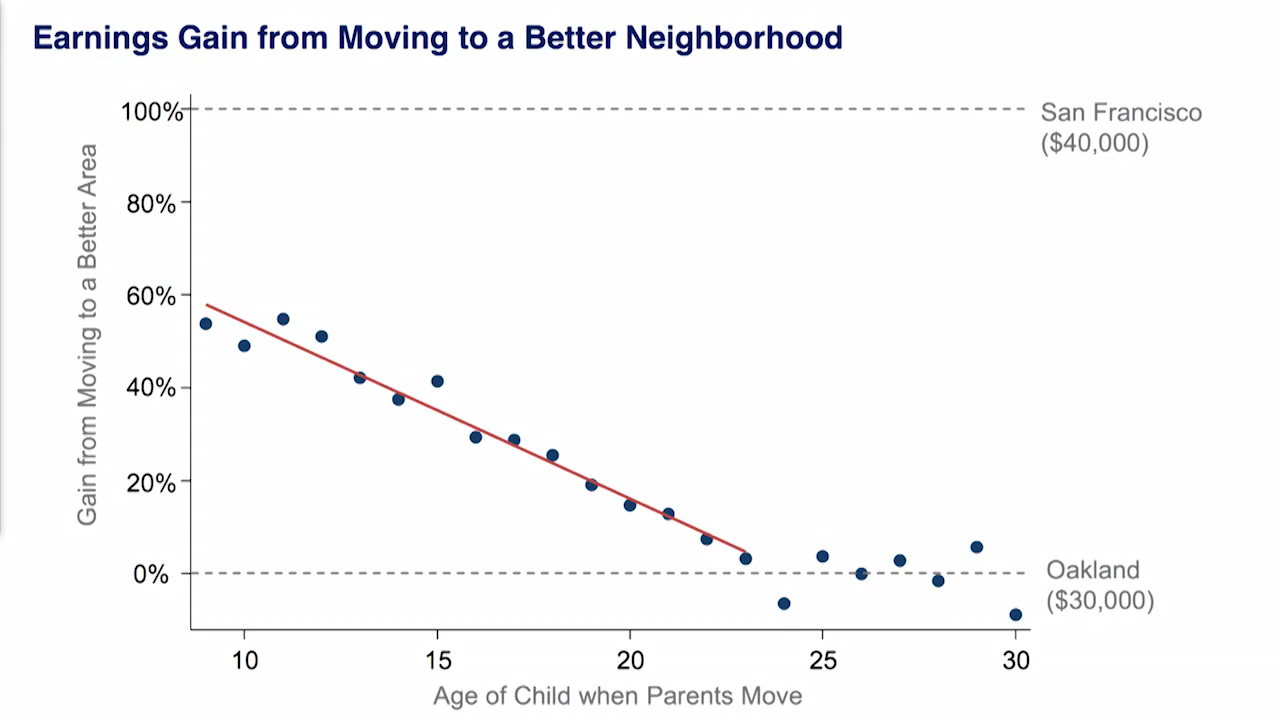 Earnings Gain from Moving to a Better Neighborhood
100%
80%
60%
40%
20%
0%
Gain from Moving to a Better Area
San Francisco
($40,000)
Oakland
($30,000)
10
15
20
25
30
Age of Child when Parents Move